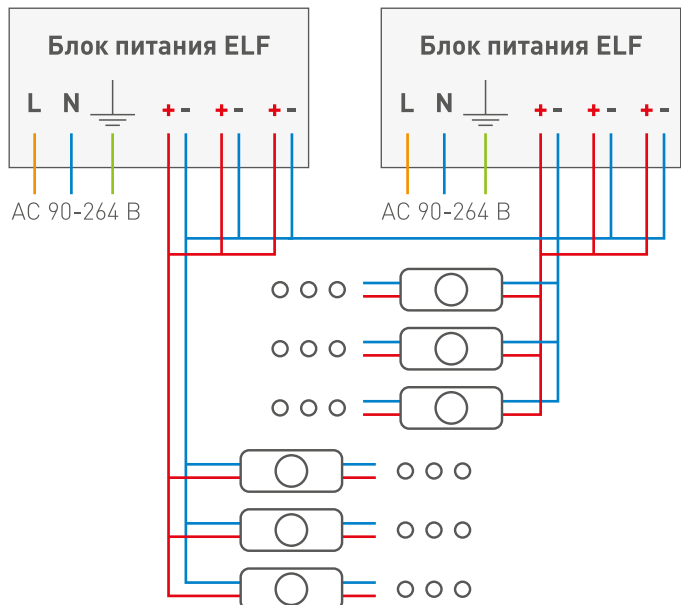 Блок питания ELF
L N + - + - + -
AC 90-264 В
Блок питания ELF
L N + - + - + -
AC 90-264 В